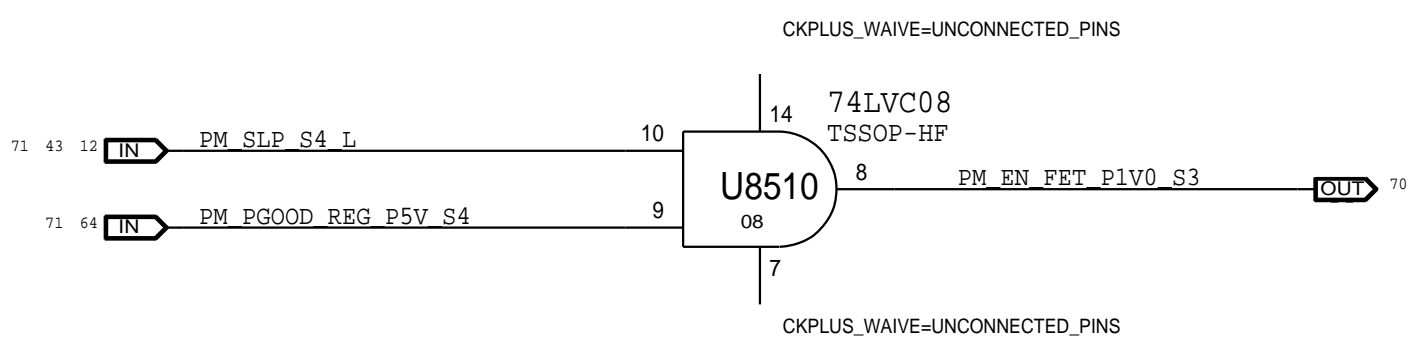 CKPLUS_WAIVE=UNCONNECTED_PINS
14 74LVC08
TSSOP-HF
71 43 12 IN PM_SLP_S4_L 10
U8510 8 PM_EN_FET_P1V0_S3 OUT 70
71 64 IN PM_PGOOD_REG_P5V_S4 9
08
7
CKPLUS_WAIVE=UNCONNECTED_PINS